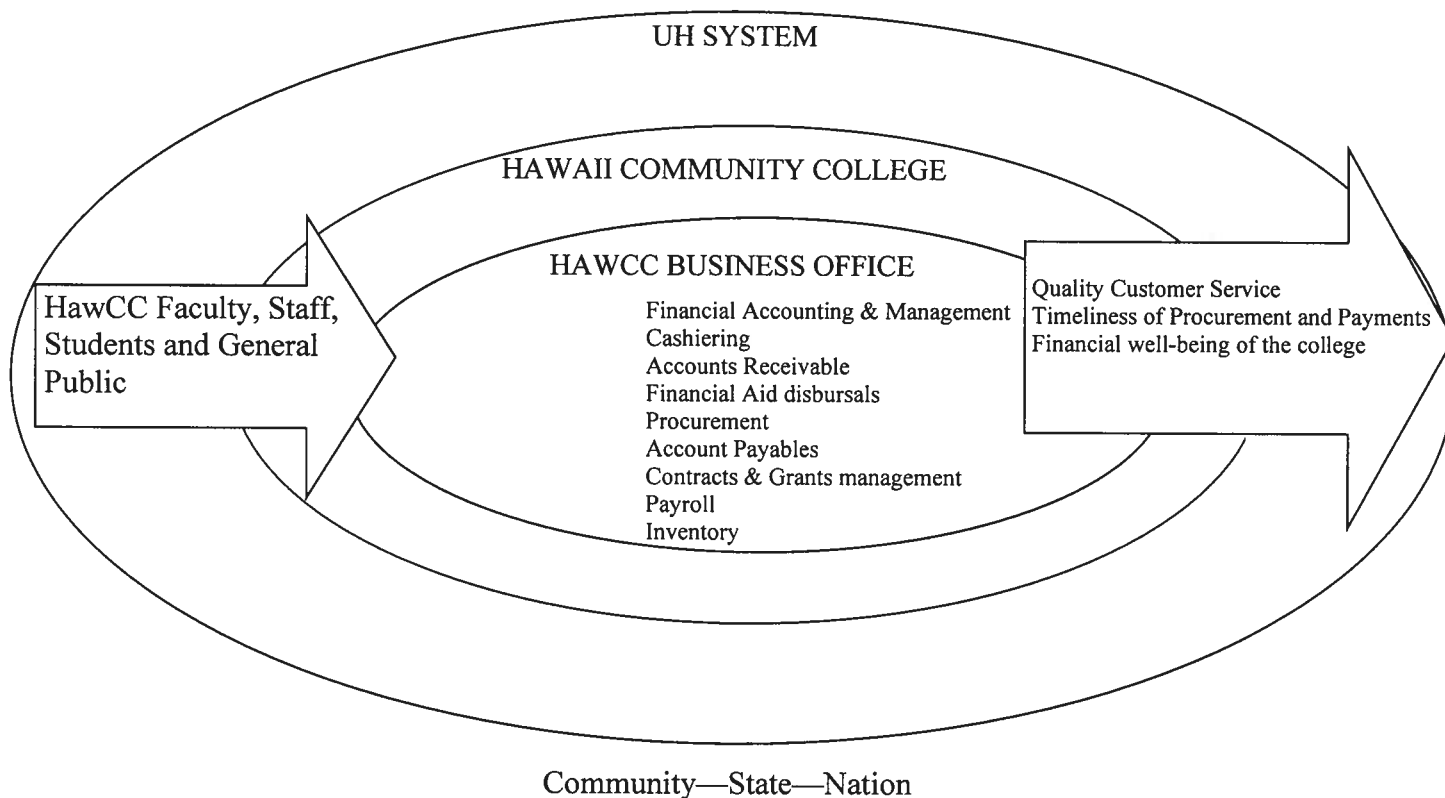 UH SYSTEM
HAWAII COMMUNITY COLLEGE
HAWCC BUSINESS OFFICE
HawCC Faculty, Staff,
Students and General
Public
Financial Accounting & Management
Cashiering
Accounts Receivable
Financial Aid disbursals
Procurement
Account Payables
Contracts & Grants management
Payroll
Inventory
Quality Customer Service
Timeliness of Procurement and Payments
Financial well-being of the college
Community—State—Nation